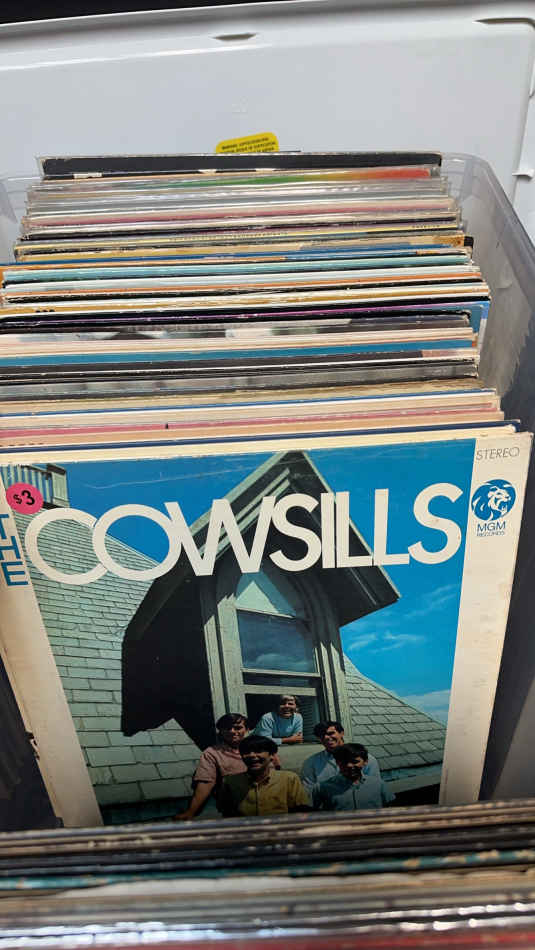 $3
THE
COWSILLS
STEREO
MGM
RECORDS